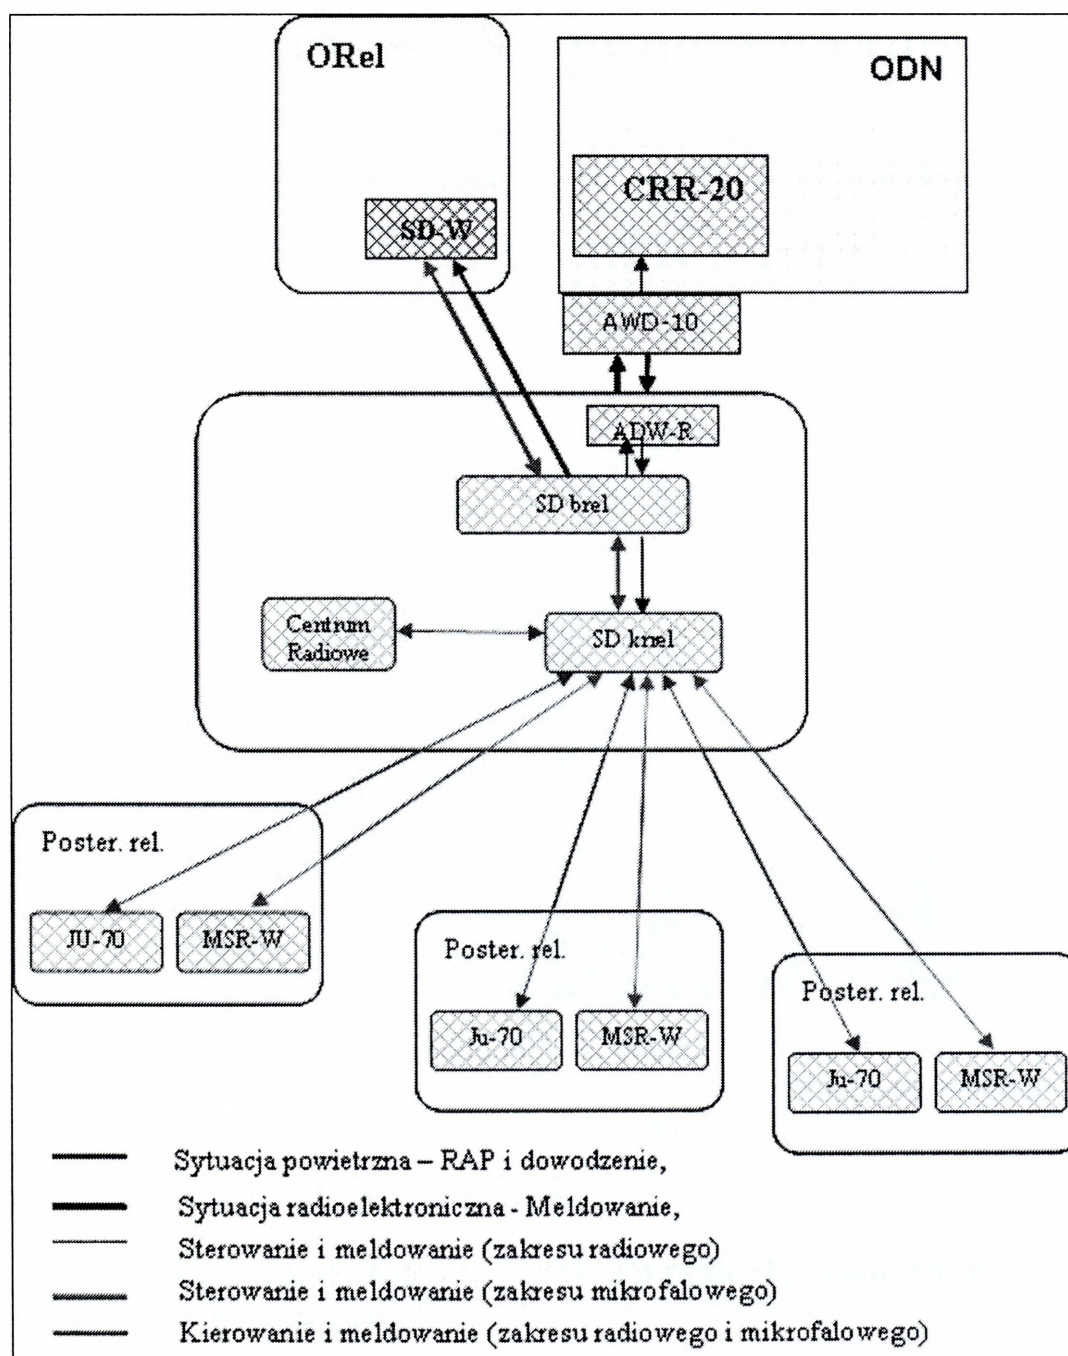 ORel
ODN
CRR-20
SD-W
AWD-10
ADW-R
SD brel
Centrum
Radiowe
SD krrel
Poster. rel.
JU-70
MSR-W
Poster. rel.
Ju-70
MSR-W
Poster. rel.
Ju-70
MSR-W
Sytuacja powietrzna – RAP i dowodzenie,
Sytuacja radioelektroniczna - Meldowanie,
Sterowanie i meldowanie (zakresu radiowego)
Sterowanie i meldowanie (zakresu mikrofalowego)
Kierowanie i meldowanie (zakresu radiowego i mikrofalowego)